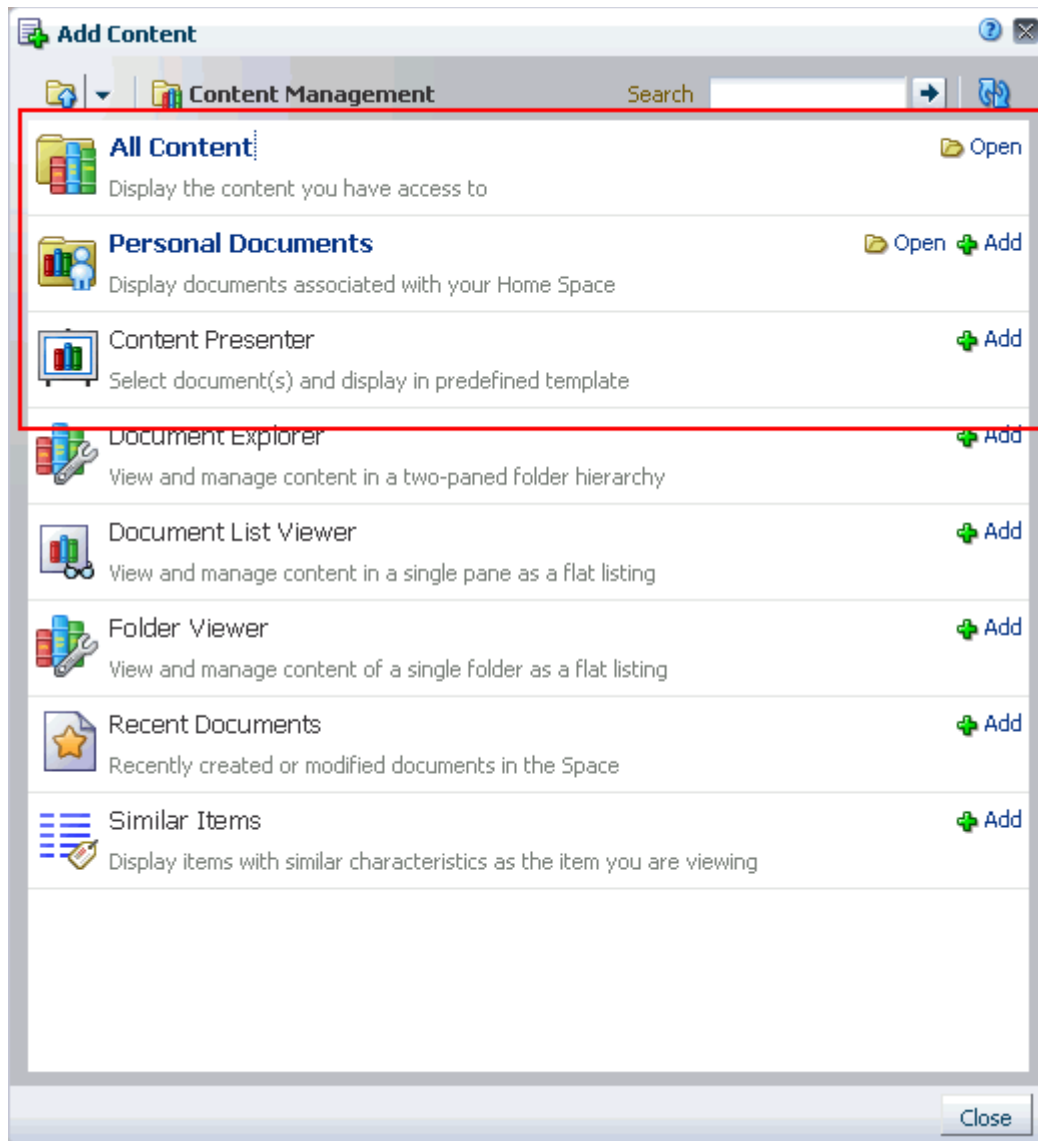 Add Content
Content Management Search
All Content Open
Display the content you have access to
Personal Documents Open Add
Display documents associated with your Home Space
Content Presenter Add
Select document(s) and display in predefined template
Document Explorer Add
View and manage content in a two-paned folder hierarchy
Document List Viewer Add
View and manage content in a single pane as a flat listing
Folder Viewer Add
View and manage content of a single folder as a flat listing
Recent Documents Add
Recently created or modified documents in the Space
Similar Items Add
Display items with similar characteristics as the item you are viewing
Close